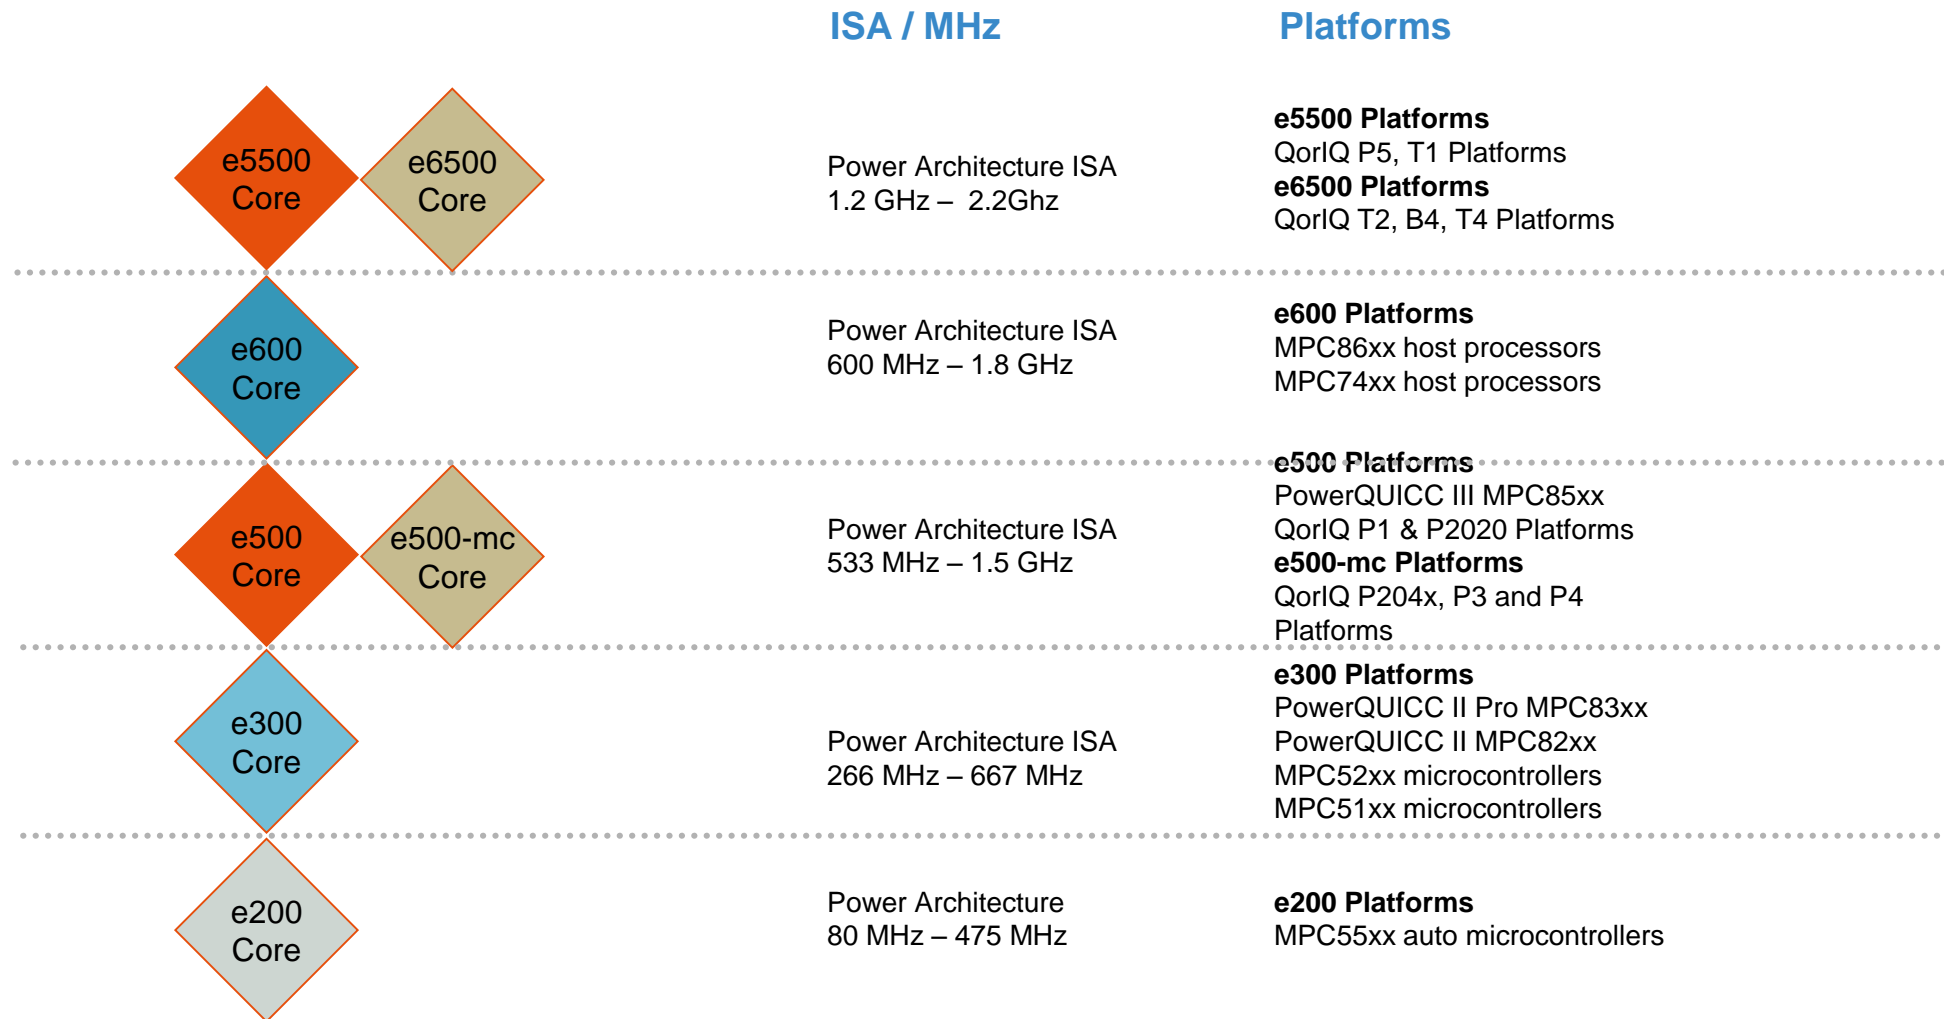 ISA / MHz
Platforms
e5500
Core
e6500
Core
Power Architecture ISA
1.2 GHz –  2.2Ghz
e5500 Platforms
QorIQ P5, T1 Platforms
e6500 Platforms
QorIQ T2, B4, T4 Platforms
e600
Core
Power Architecture ISA
600 MHz – 1.8 GHz
e600 Platforms
MPC86xx host processors
MPC74xx host processors
e500
Core
e500-mc
Core
Power Architecture ISA
533 MHz – 1.5 GHz
e500 Platforms
PowerQUICC III MPC85xx
QorIQ P1 & P2020 Platforms
e500-mc Platforms
QorIQ P204x, P3 and P4
Platforms
e300
Core
Power Architecture ISA
266 MHz – 667 MHz
e300 Platforms
PowerQUICC II Pro MPC83xx
PowerQUICC II MPC82xx
MPC52xx microcontrollers
MPC51xx microcontrollers
e200
Core
Power Architecture
80 MHz – 475 MHz
e200 Platforms
MPC55xx auto microcontrollers